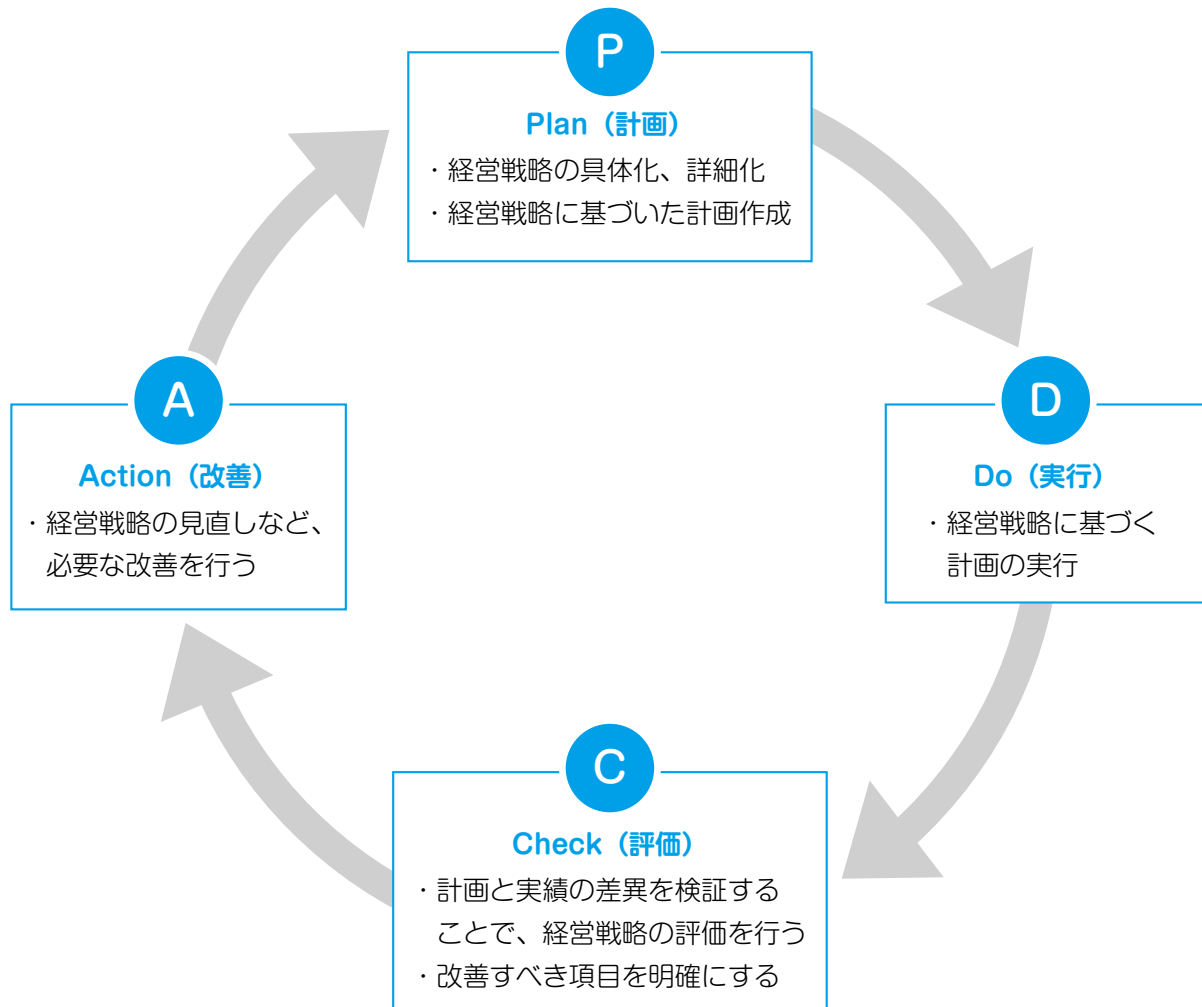 P
Plan（計画）
・経営戦略の具体化、詳細化
・経営戦略に基づいた計画作成
D
Do（実行）
・経営戦略に基づく
計画の実行
C
Check（評価）
・計画と実績の差異を検証する
ことで、経営戦略の評価を行う
・改善すべき項目を明確にする
A
Action（改善）
・経営戦略の見直しなど、
必要な改善を行う